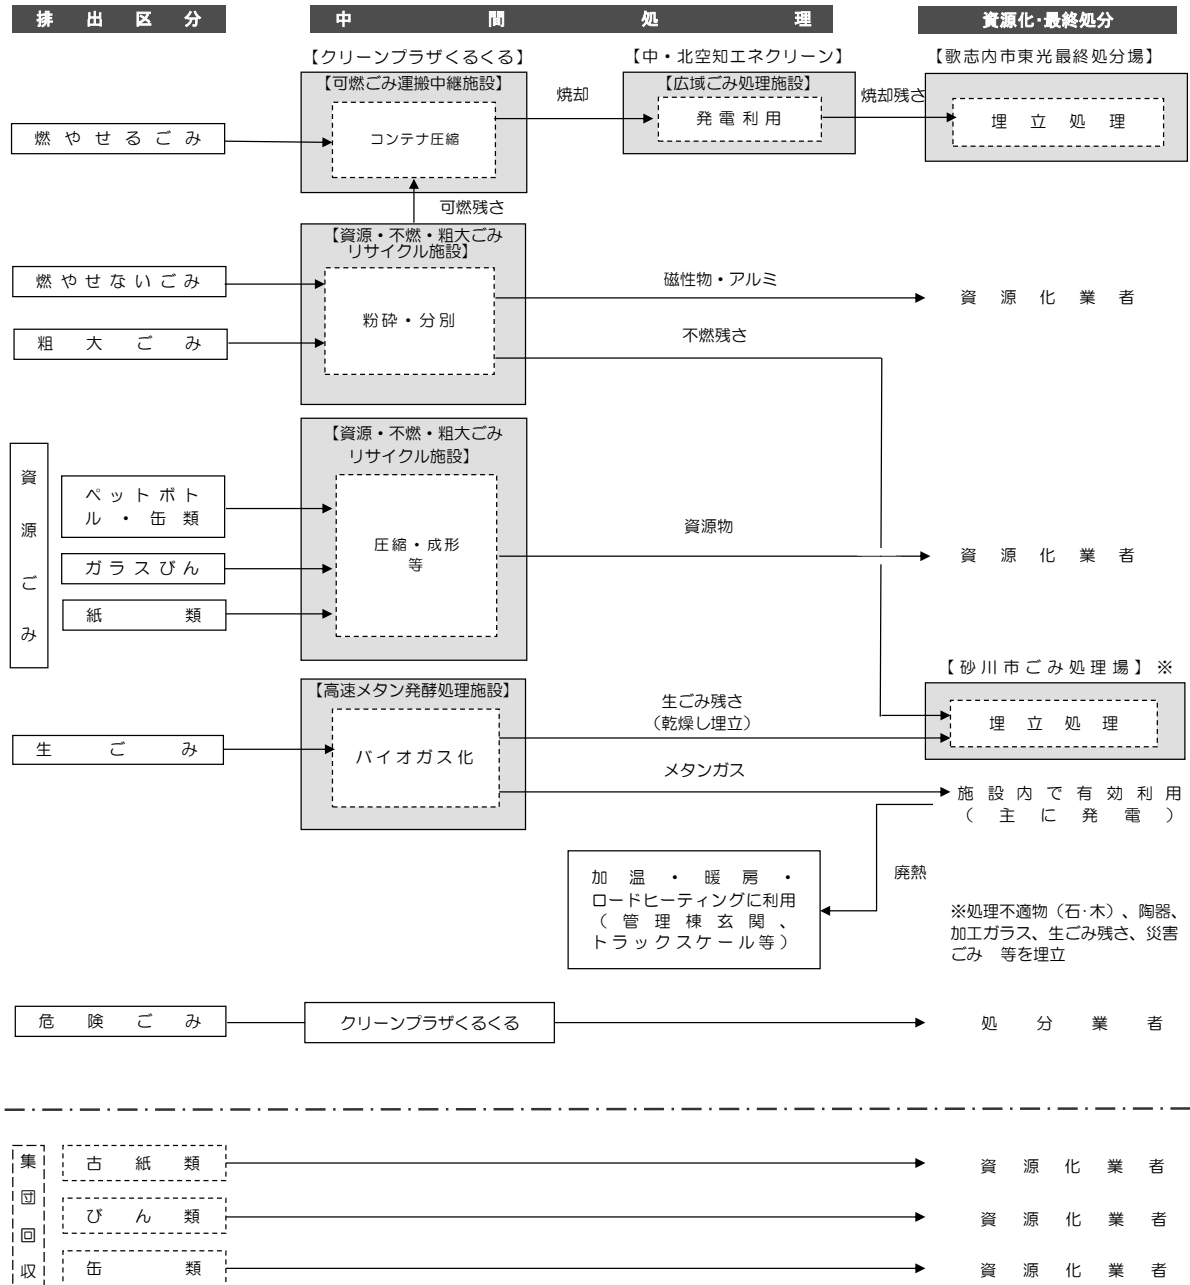 排出区分
中間処理
資源化・最終処分
【クリーンプラザくるくる】
【中・北空知エネクリーン】
【歌志内市東光最終処分場】
【可燃ごみ運搬中継施設】
【広域ごみ処理施設】
焼却
焼却残さ
燃やせるごみ
コンテナ圧縮
発電利用
埋立処理
可燃残さ
【資源・不燃・粗大ごみ
リサイクル施設】
燃やせないごみ
粗大ごみ
粉砕・分別
磁性物・アルミ
資源化業者
不燃残さ
【資源・不燃・粗大ごみ
リサイクル施設】
資源ごみ
ペットボト
ル・缶類
ガラスびん
紙類
圧縮・成形
等
資源物
資源化業者
【砂川市ごみ処理場】※
【高速メタン発酵処理施設】
生ごみ残さ
（乾燥し埋立）
埋立処理
生ごみ
バイオガス化
メタンガス
施設内で有効利用
（主に発電）
廃熱
加温・暖房・
ロードヒーティングに利用
（管理棟玄関、
トラックスケール等）
※処理不適物（石・木）、陶器、
加工ガラス、生ごみ残さ、災害
ごみ　等を埋立
危険ごみ
クリーンプラザくるくる
処分業者
集団回収
古紙類
資源化業者
びん類
資源化業者
缶類
資源化業者